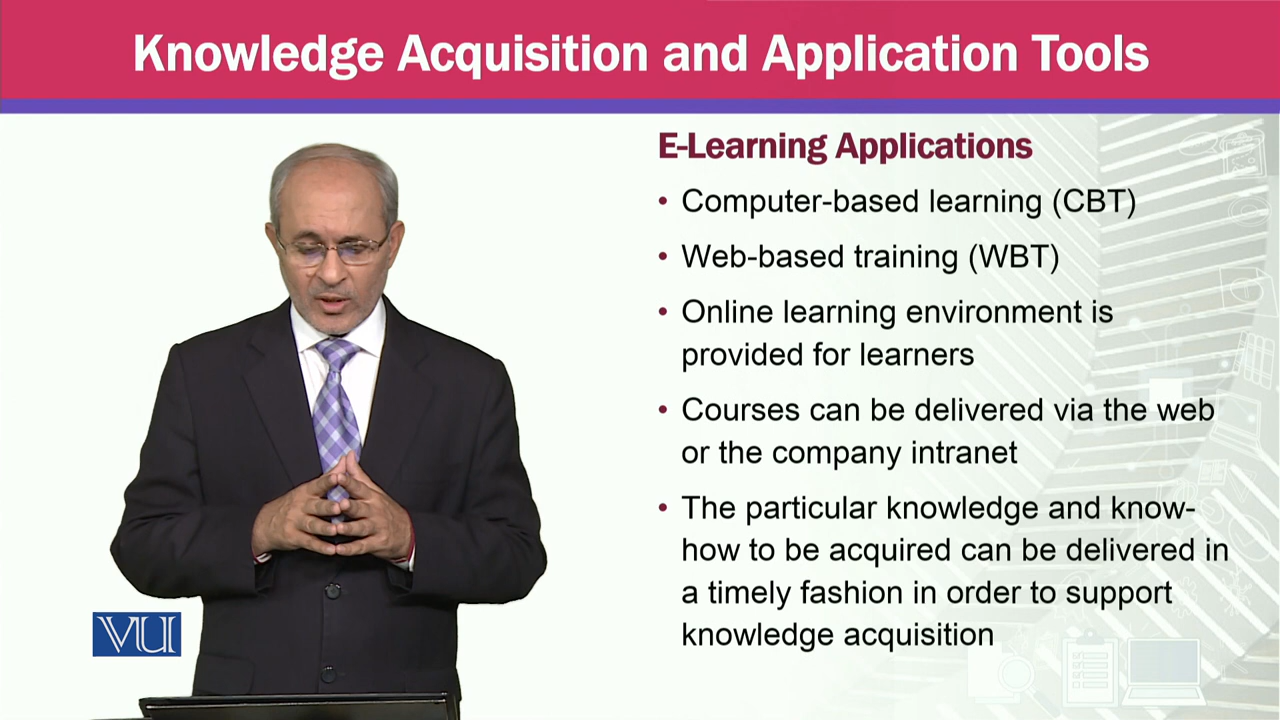 Knowledge Acquisition and Application Tools
E-Learning Applications
• Computer-based learning (CBT)
• Web-based training (WBT)
• Online learning environment is
provided for learners
• Courses can be delivered via the web
or the company intranet
• The particular knowledge and know-
how to be acquired can be delivered in
a timely fashion in order to support
knowledge acquisition
VU